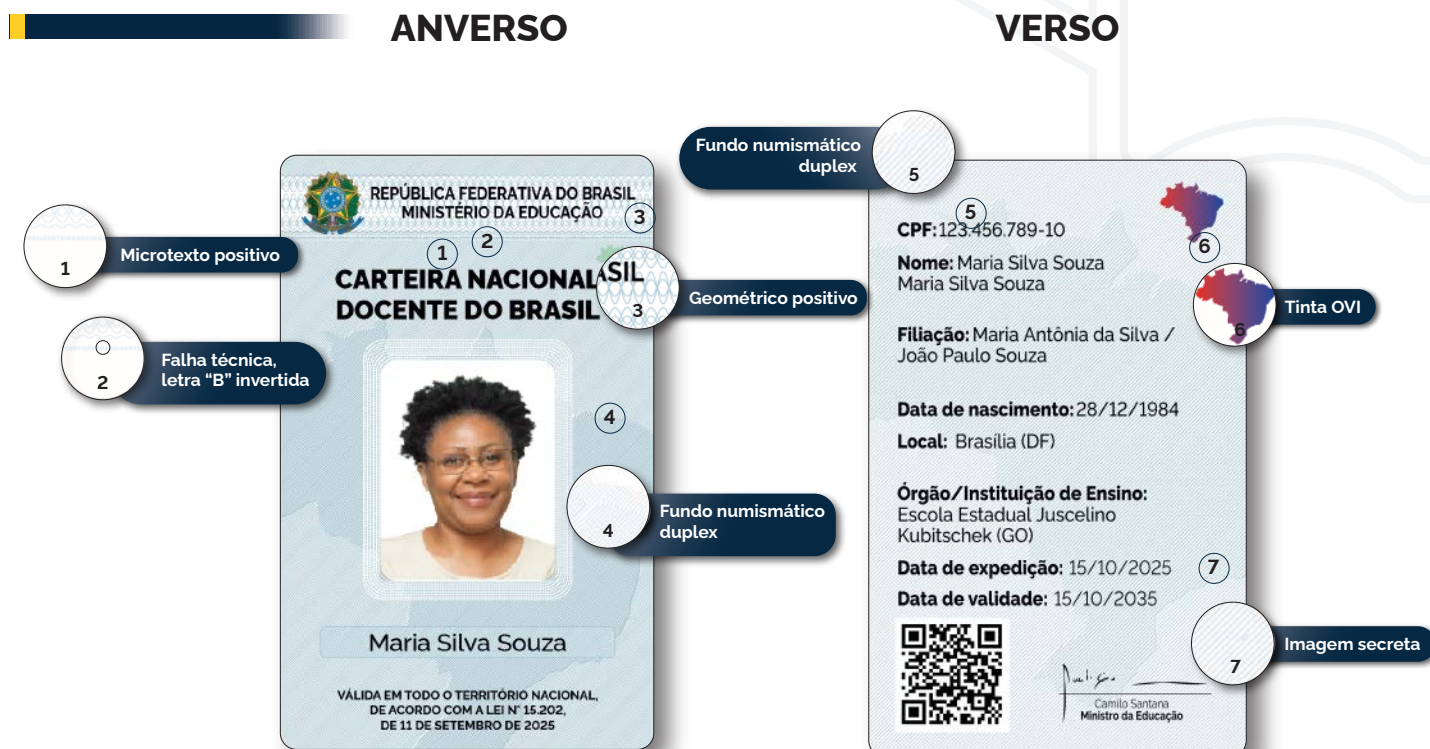 ANVERSO
VERSO
REPÚBLICA FEDERATIVA DO BRASIL
MINISTÉRIO DA EDUCAÇÃO
3
2
1
CARTEIRA NACIONAL
DOCENTE DO BRASIL
1
Microtexto positivo
2
Falha técnica,
letra “B” invertida
ASIL
3
Geométrico positivo
4
4
Fundo numismático
duplex
Maria Silva Souza
VÁLIDA EM TODO O TERRITÓRIO NACIONAL,
DE ACORDO COM A LEI N° 15.202,
DE 11 DE SETEMBRO DE 2025
Fundo numismático
duplex
5
5
CPF: 123.456.789-10
6
Nome: Maria Silva Souza
Maria Silva Souza
6
Tinta OVI
Filiação: Maria Antônia da Silva /
João Paulo Souza
Data de nascimento: 28/12/1984
Local: Brasília (DF)
Órgão/Instituição de Ensino:
Escola Estadual Juscelino
Kubitschek (GO)
Data de expedição: 15/10/2025
7
Data de validade: 15/10/2035
7
Imagem secreta
Camilo Santana
Ministro da Educação